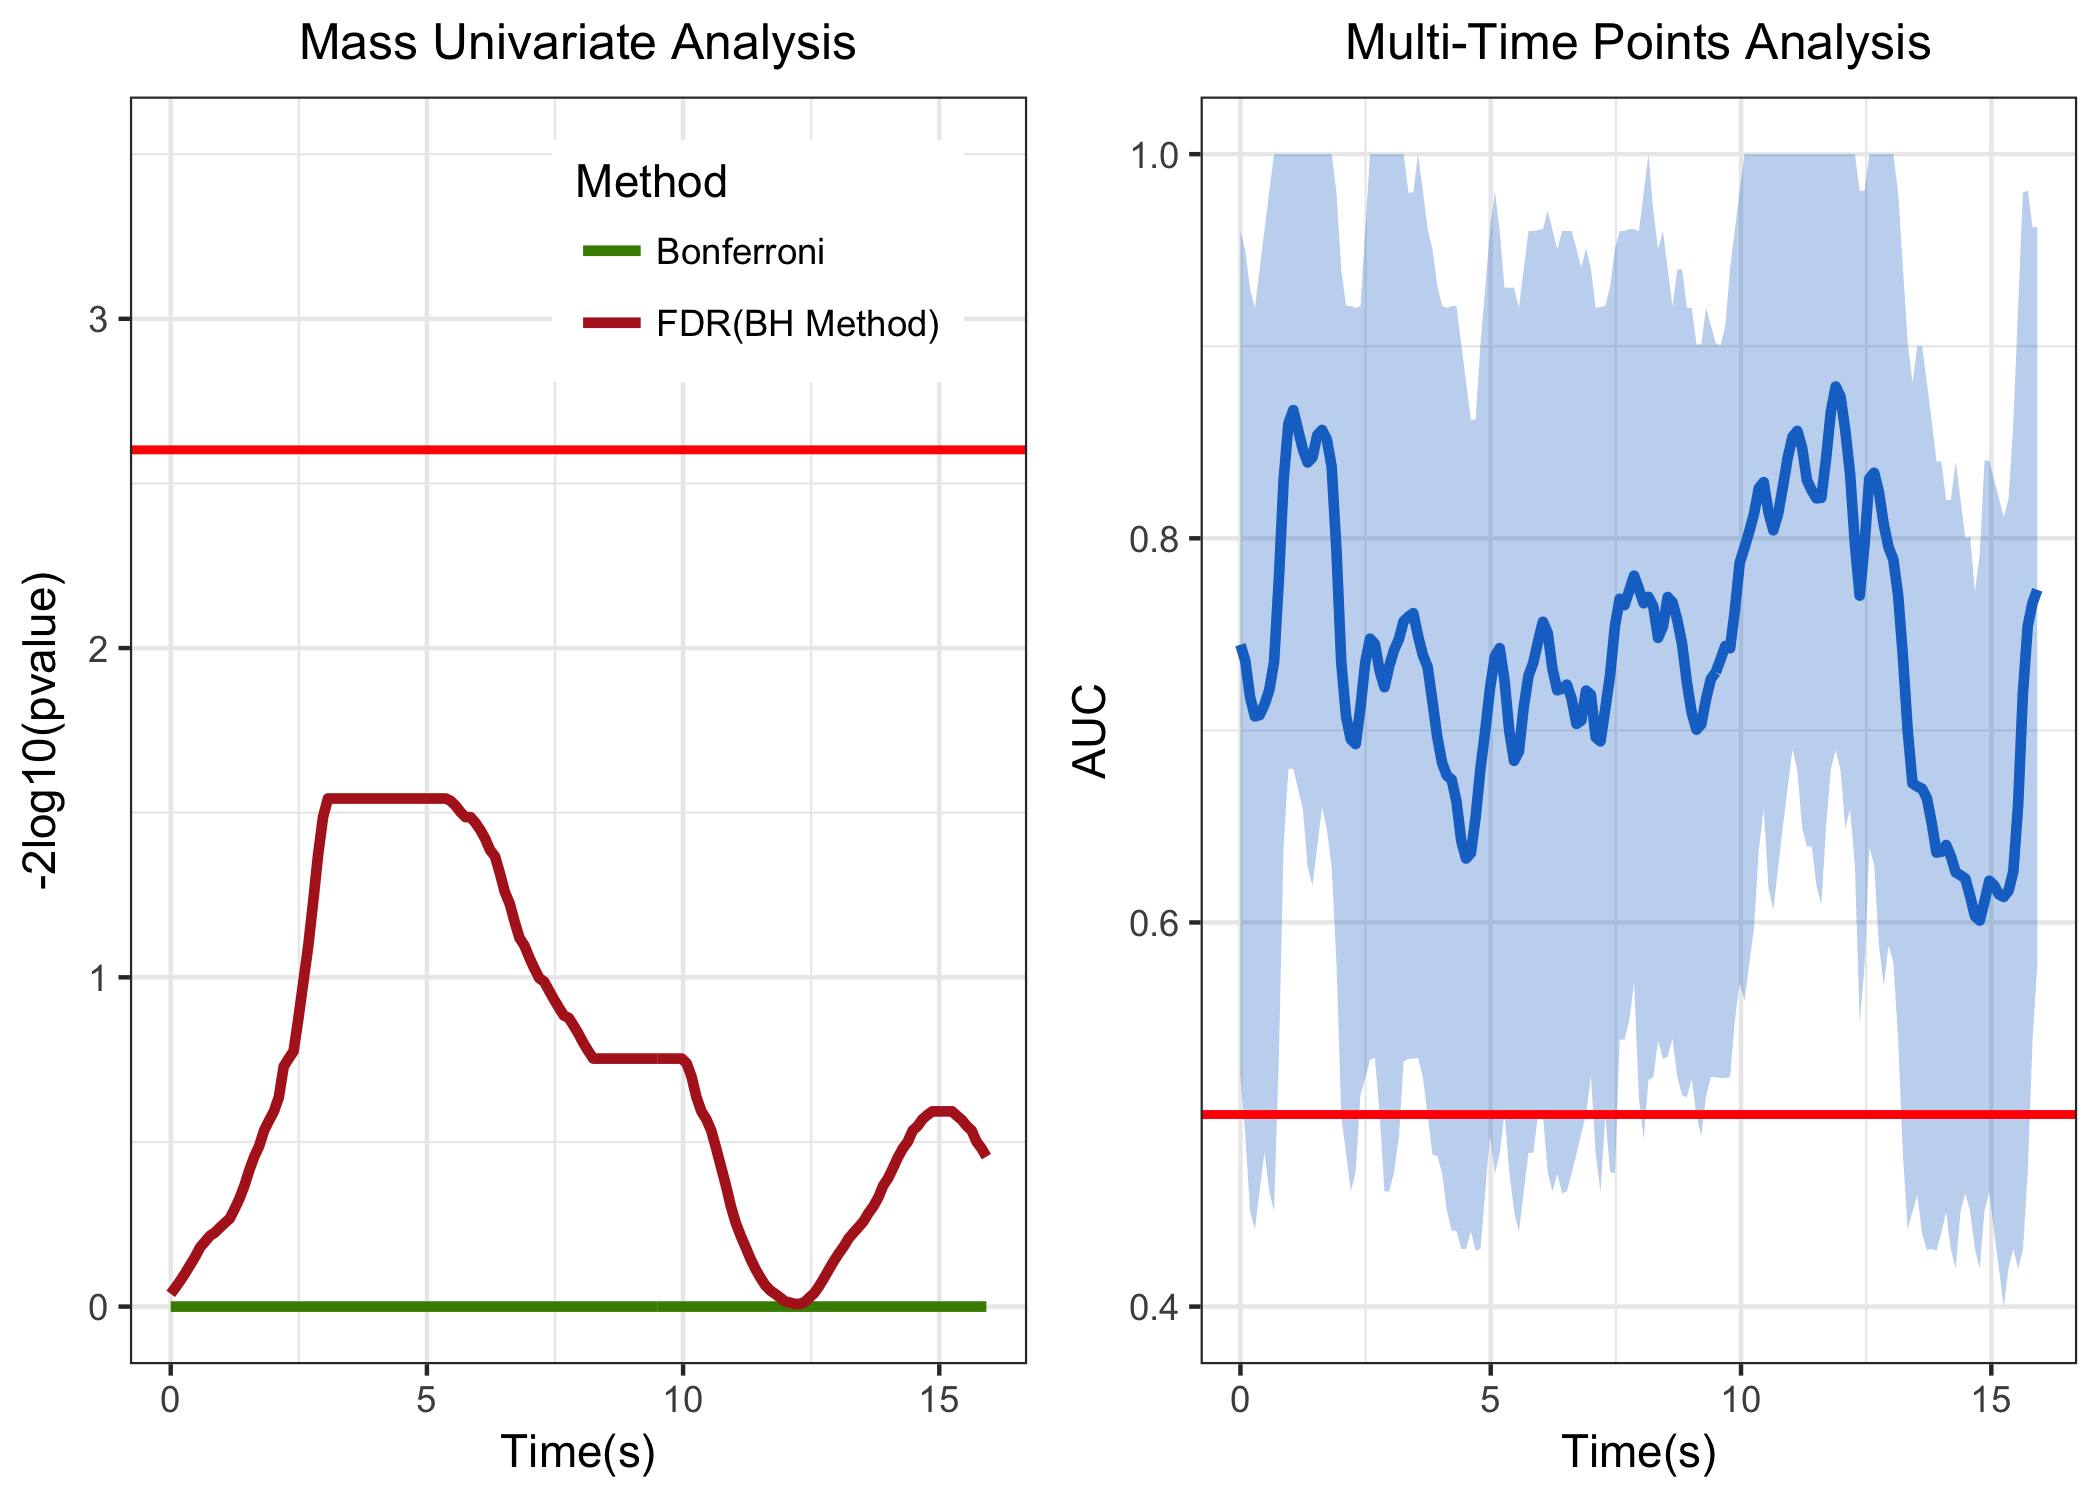 Mass Univariate Analysis
Method
Bonferroni
FDR(BH Method)
3
2
1
0
-2log10(pvalue)
0 5 10 15
Time(s)
Multi-Time Points Analysis
1.0
0.8
0.6
0.4
AUC
0 5 10 15
Time(s)